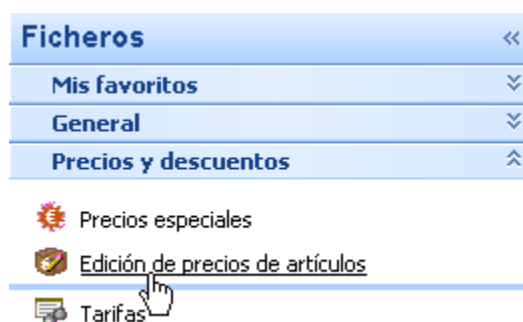 Ficheros
Mis favoritos
General
Precios y descuentos
Precios especiales
Edición de precios de artículos
Tarifas